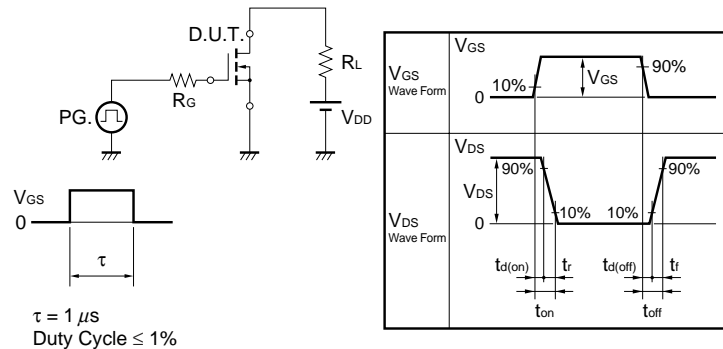 D.U.T.
RL
RG
PG.
VDD
VGS
0
τ
τ = 1 μs
Duty Cycle ≤ 1%
VGS
Wave Form
VGS
10%
VGS
90%
0
VDS
Wave Form
VDS
90%
VDS
90%
10%
10%
0
td(on)
tr
td(off)
tf
ton
toff